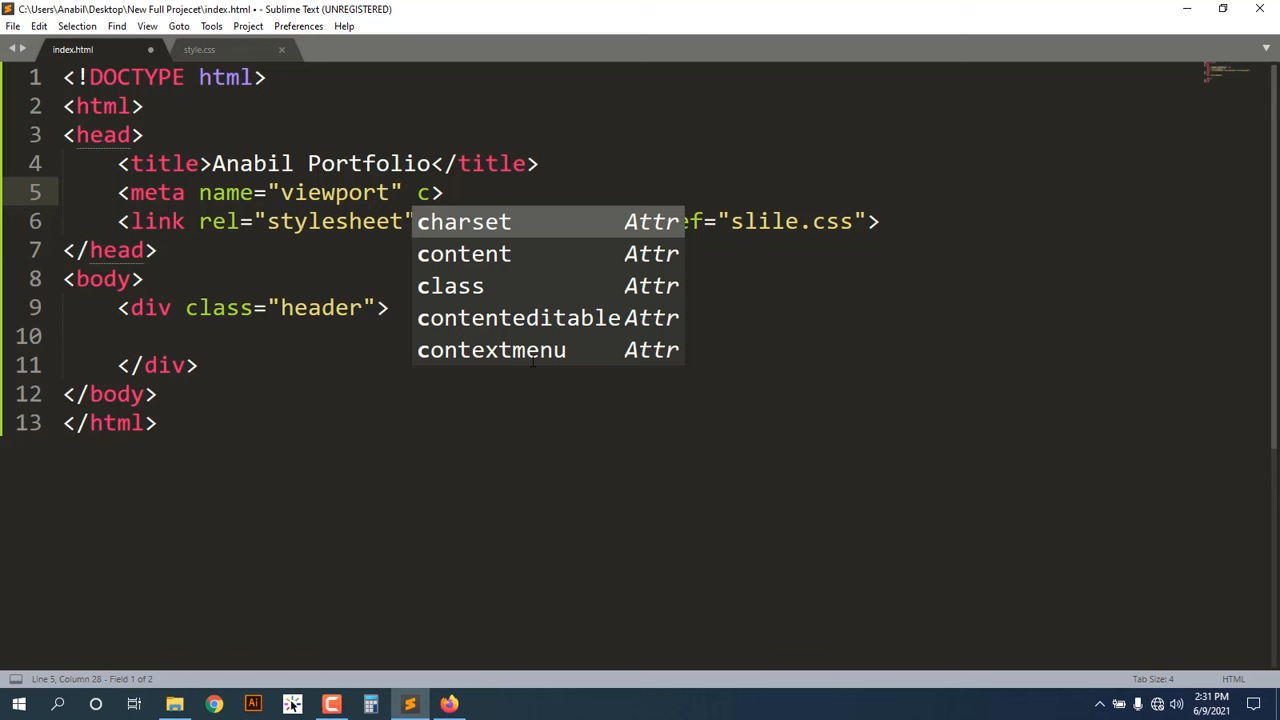 C:\Users\Anabil\Desktop\New Full Projecet\index.html • - Sublime Text (UNREGISTERED)
File Edit Selection Find View Goto Tools Project Preferences Help
index.html style.css
1 <!DOCTYPE html>
2 <html>
3 <head>
4 <title>Anabil Portfolio</title>
5 <meta name="viewport" c>
6 <link rel="stylesheet" ef="slile.css">
charset Attr
7 </head>
content Attr
8 <body>
class Attr
9 <div class="header">
contenteditable Attr
10
contextmenu Attr
11 </div>
12 </body>
13 </html>
Line 5, Column 28 - Field 1 of 2 Tab Size: 4 HTML
Ai 2:31 PM
6/9/2021